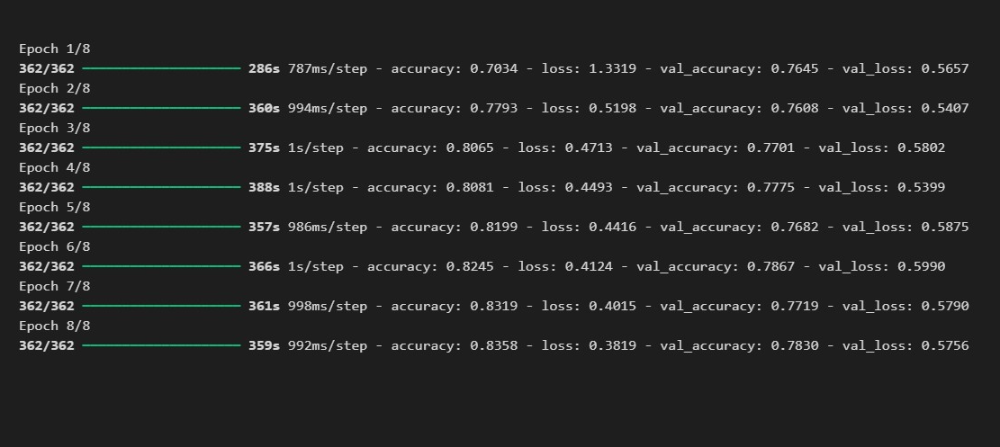 Epoch 1/8
362/362 ━━━━━━━━━━━━━━━━━━━━ 286s 787ms/step - accuracy: 0.7034 - loss: 1.3319 - val_accuracy: 0.7645 - val_loss: 0.5657
Epoch 2/8
362/362 ━━━━━━━━━━━━━━━━━━━━ 360s 994ms/step - accuracy: 0.7793 - loss: 0.5198 - val_accuracy: 0.7608 - val_loss: 0.5407
Epoch 3/8
362/362 ━━━━━━━━━━━━━━━━━━━━ 375s 1s/step - accuracy: 0.8065 - loss: 0.4713 - val_accuracy: 0.7701 - val_loss: 0.5802
Epoch 4/8
362/362 ━━━━━━━━━━━━━━━━━━━━ 388s 1s/step - accuracy: 0.8081 - loss: 0.4493 - val_accuracy: 0.7775 - val_loss: 0.5399
Epoch 5/8
362/362 ━━━━━━━━━━━━━━━━━━━━ 357s 986ms/step - accuracy: 0.8199 - loss: 0.4416 - val_accuracy: 0.7682 - val_loss: 0.5875
Epoch 6/8
362/362 ━━━━━━━━━━━━━━━━━━━━ 366s 1s/step - accuracy: 0.8245 - loss: 0.4124 - val_accuracy: 0.7867 - val_loss: 0.5990
Epoch 7/8
362/362 ━━━━━━━━━━━━━━━━━━━━ 361s 998ms/step - accuracy: 0.8319 - loss: 0.4015 - val_accuracy: 0.7719 - val_loss: 0.5790
Epoch 8/8
362/362 ━━━━━━━━━━━━━━━━━━━━ 359s 992ms/step - accuracy: 0.8358 - loss: 0.3819 - val_accuracy: 0.7830 - val_loss: 0.5756